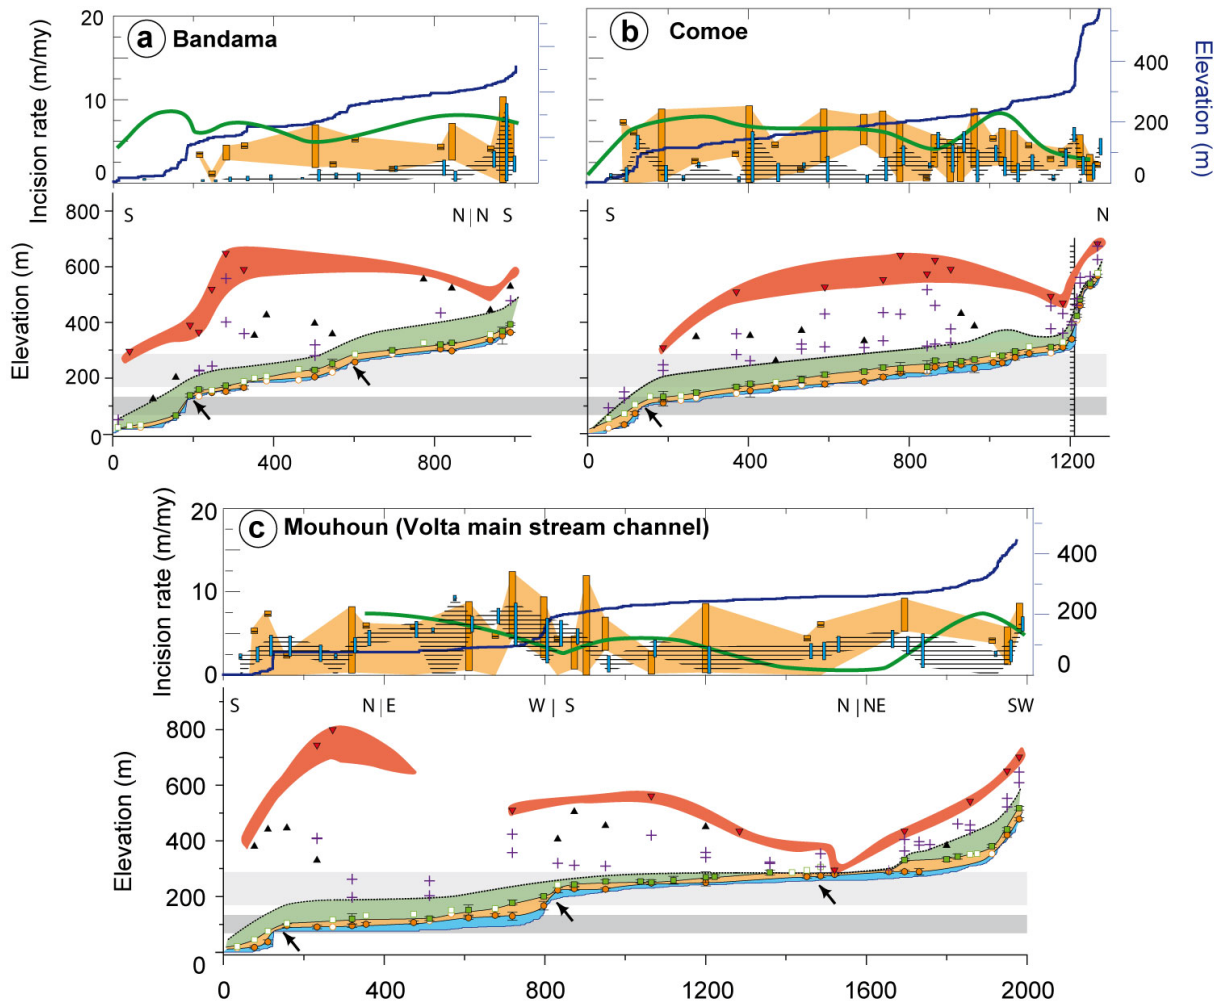 a Bandama
b Comoe
Incision rate (m/my)
20
10
0
400
200
0
Elevation (m)
S
N | N
S
S
N
Elevation (m)
800
600
400
200
0
0
400
800
0
400
800
1200
c Mouhoun (Volta main stream channel)
Incision rate (m/my)
20
10
0
400
200
0
S
N | E
W | S
N | NE
SW
Elevation (m)
800
600
400
200
0
0
400
800
1200
1600
2000